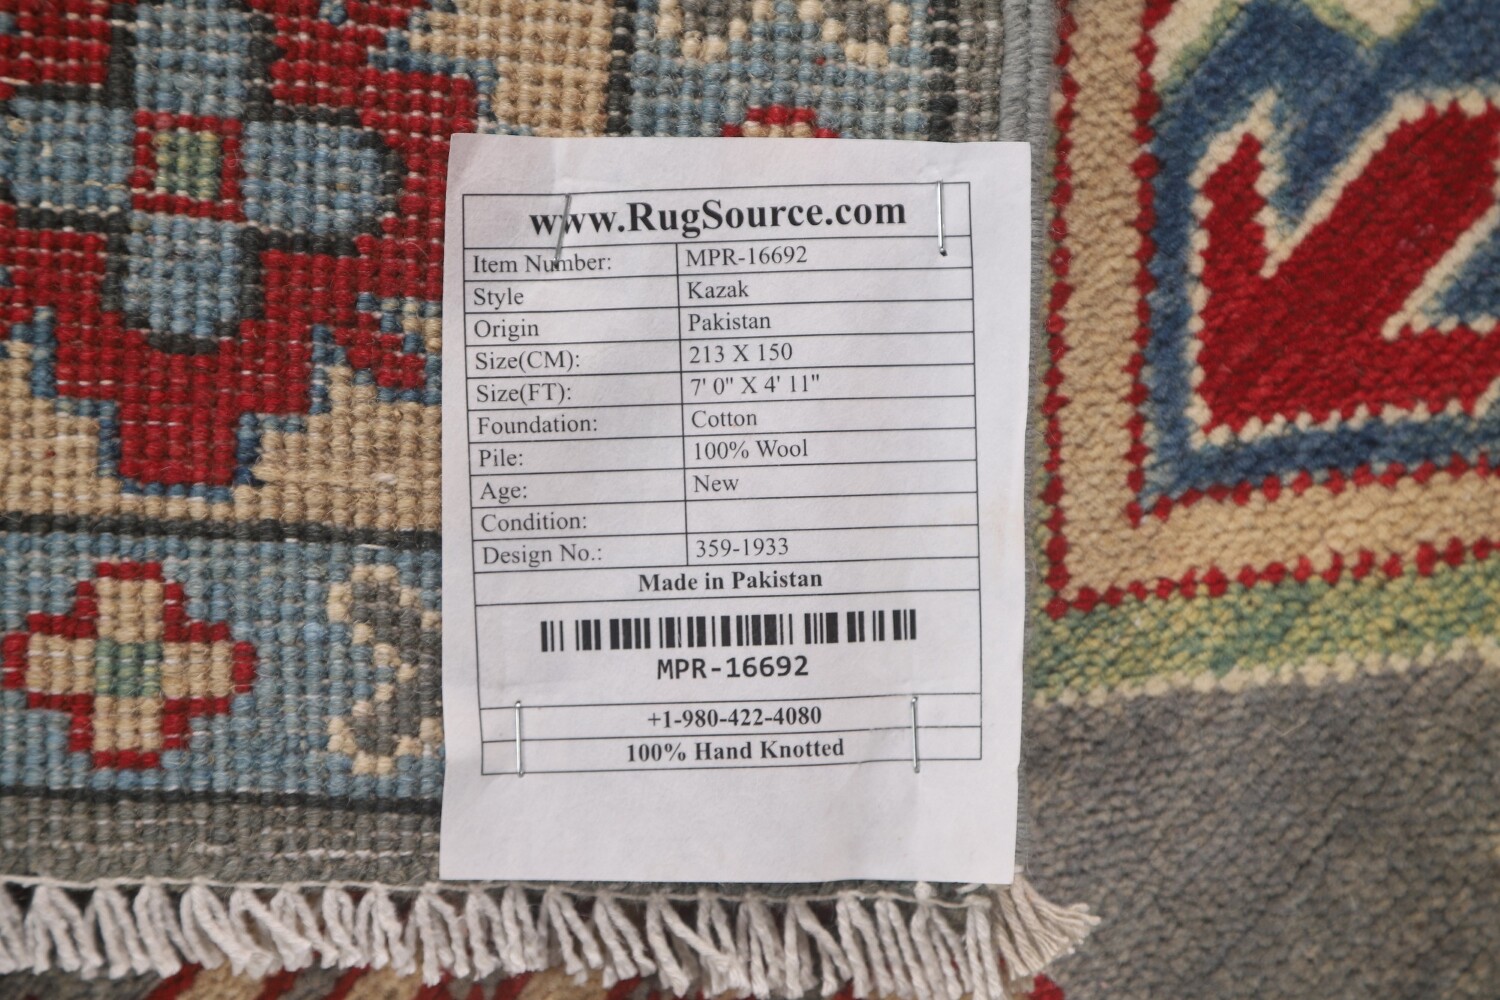 www.RugSource.com
Item Number: MPR-16692
Style Kazak
Origin Pakistan
Size(CM): 213 X 150
Size(FT): 7' 0" X 4' 11"
Foundation: Cotton
Pile: 100% Wool
Age: New
Condition:
Design No.: 359-1933
Made in Pakistan
MPR-16692
+1-980-422-4080
100% Hand Knotted